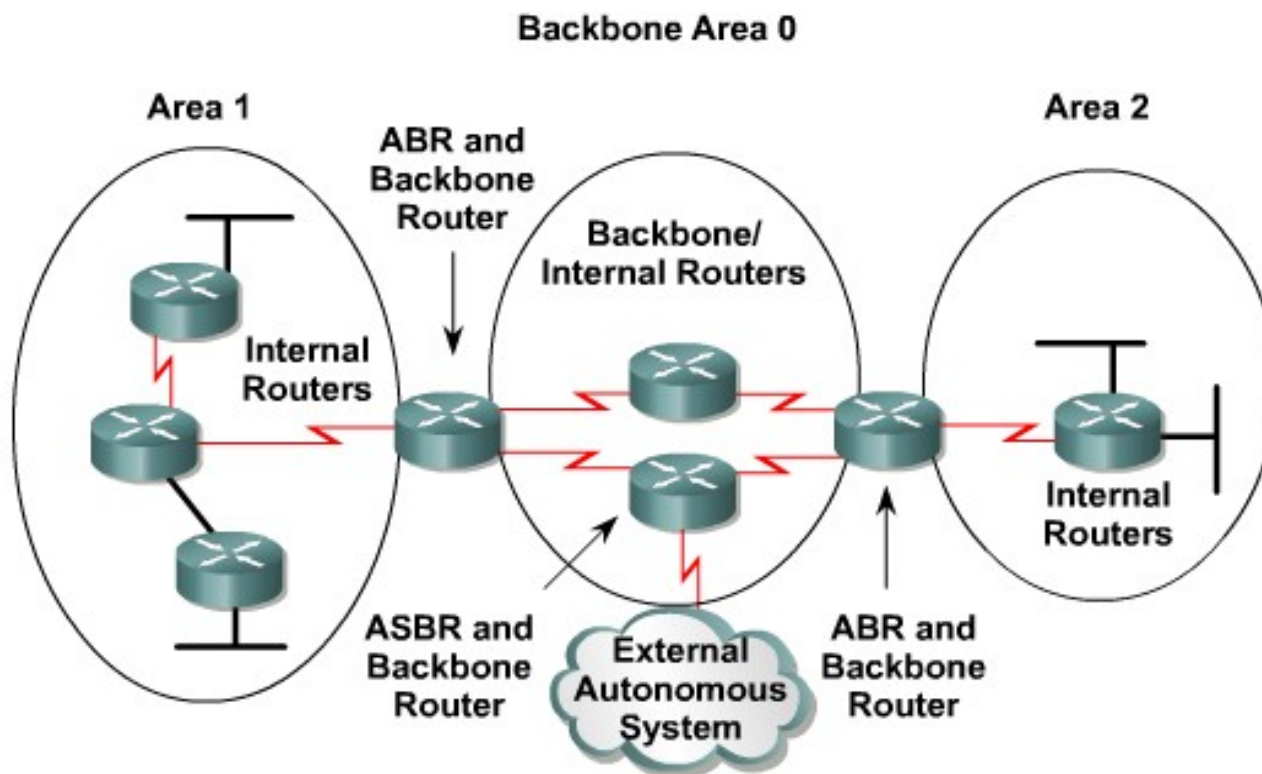 Backbone Area 0
Area 1
Area 2
ABR and
Backbone
Router
Backbone/
Internal Routers
Internal
Routers
Internal
Routers
ASBR and
Backbone
Router
External
Autonomous
System
ABR and
Backbone
Router